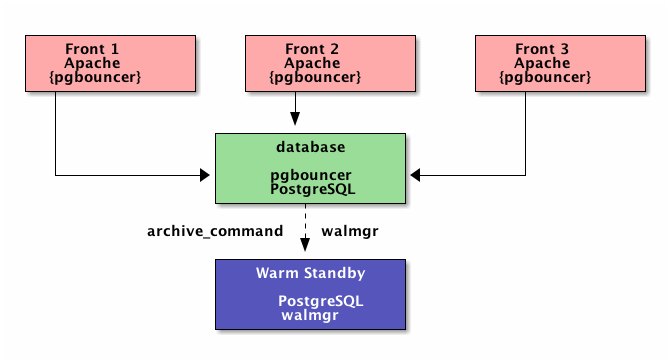 Front 1
Apache
{pgbouncer}
Front 2
Apache
{pgbouncer}
Front 3
Apache
{pgbouncer}
database
pgbouncer
PostgreSQL
archive_command
walmgr
Warm Standby
PostgreSQL
walmgr